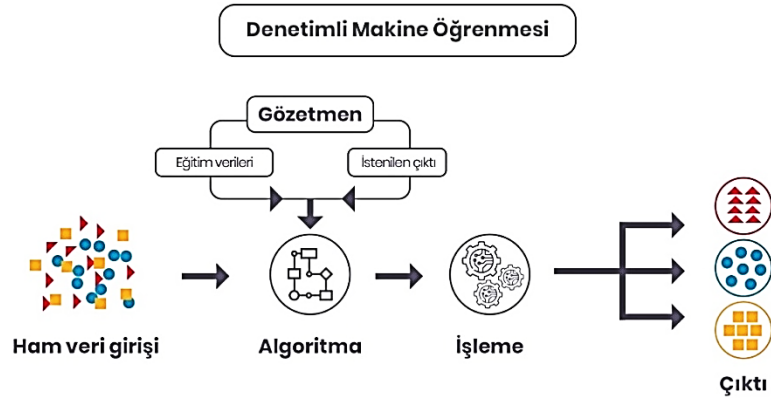 Denetimli Makine Öğrenmesi
Gözetmen
Eğitim verileri
İstenilen çıktı
Ham veri girişi
Algoritma
İşleme
Çıktı